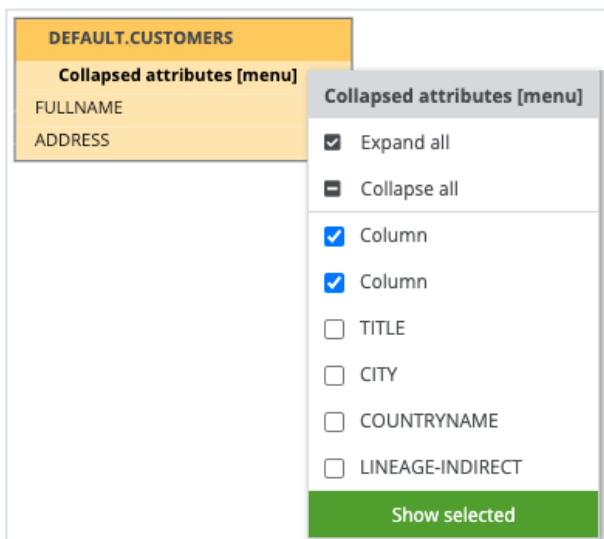 DEFAULT.CUSTOMERS
Collapsed attributes [menu]
FULLNAME
ADDRESS
Collapsed attributes [menu]
Expand all
Collapse all
Column
Column
TITLE
CITY
COUNTRYNAME
LINEAGE-INDIRECT
Show selected